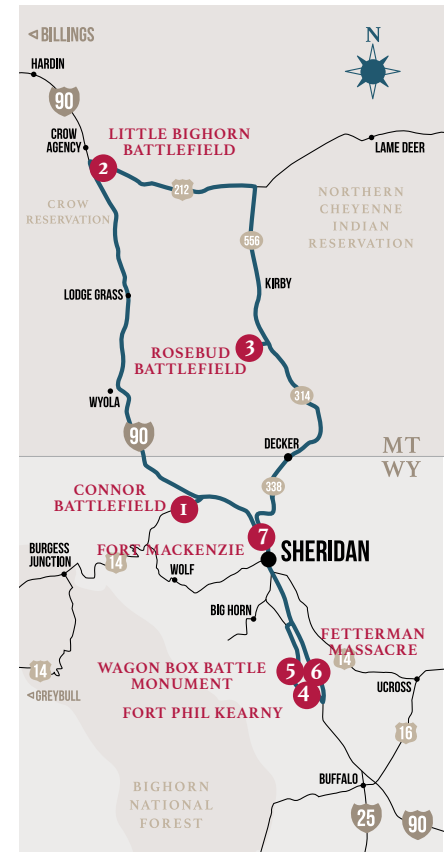 ◁BILLINGS
N
HARDIN
90
CROW
AGENCY
LITTLE BIGHORN
BATTLEFIELD
LAME DEER
2
212
CROW
RESERVATION
NORTHERN
CHEYENNE
INDIAN
RESERVATION
556
KIRBY
LODGE GRASS
ROSEBUD
BATTLEFIELD
3
314
WYOLA
90
DECKER
MT
WY
338
CONNOR
BATTLEFIELD
1
7
FORT MACKENZIE
SHERIDAN
BURGESS
JUNCTION
14
WOLF
BIG HORN
FETTERMAN
MASSACRE
14
14
◁GREYBULL
WAGON BOX BATTLE
MONUMENT
5
6
4
FORT PHIL KEARNY
UCROSS
16
BUFFALO
BIGHORN
NATIONAL
FOREST
25
90